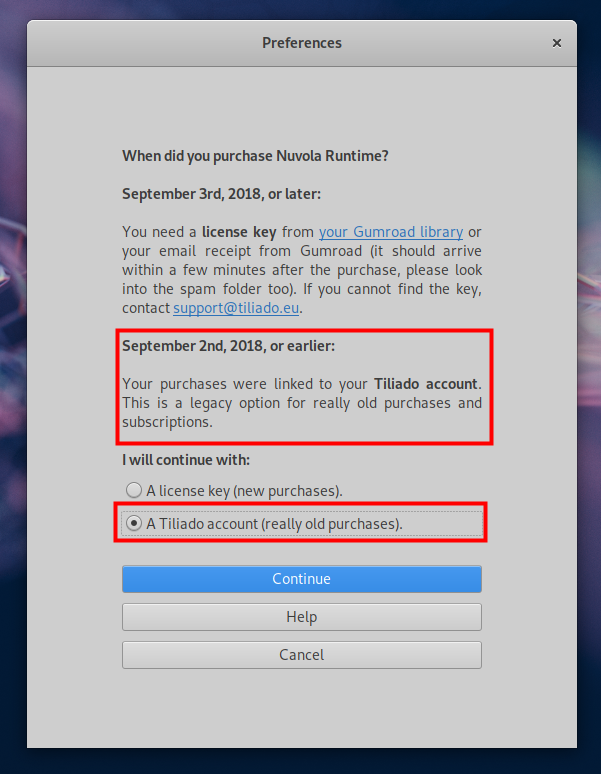 Preferences
When did you purchase Nuvola Runtime?
September 3rd, 2018, or later:
You need a license key from your Gumroad library or
your email receipt from Gumroad (it should arrive
within a few minutes after the purchase, please look
into the spam folder too). If you cannot find the key,
contact support@tiliado.eu.
September 2nd, 2018, or earlier:
Your purchases were linked to your Tiliado account.
This is a legacy option for really old purchases and
subscriptions.
I will continue with:
A license key (new purchases).
A Tiliado account (really old purchases).
Continue
Help
Cancel